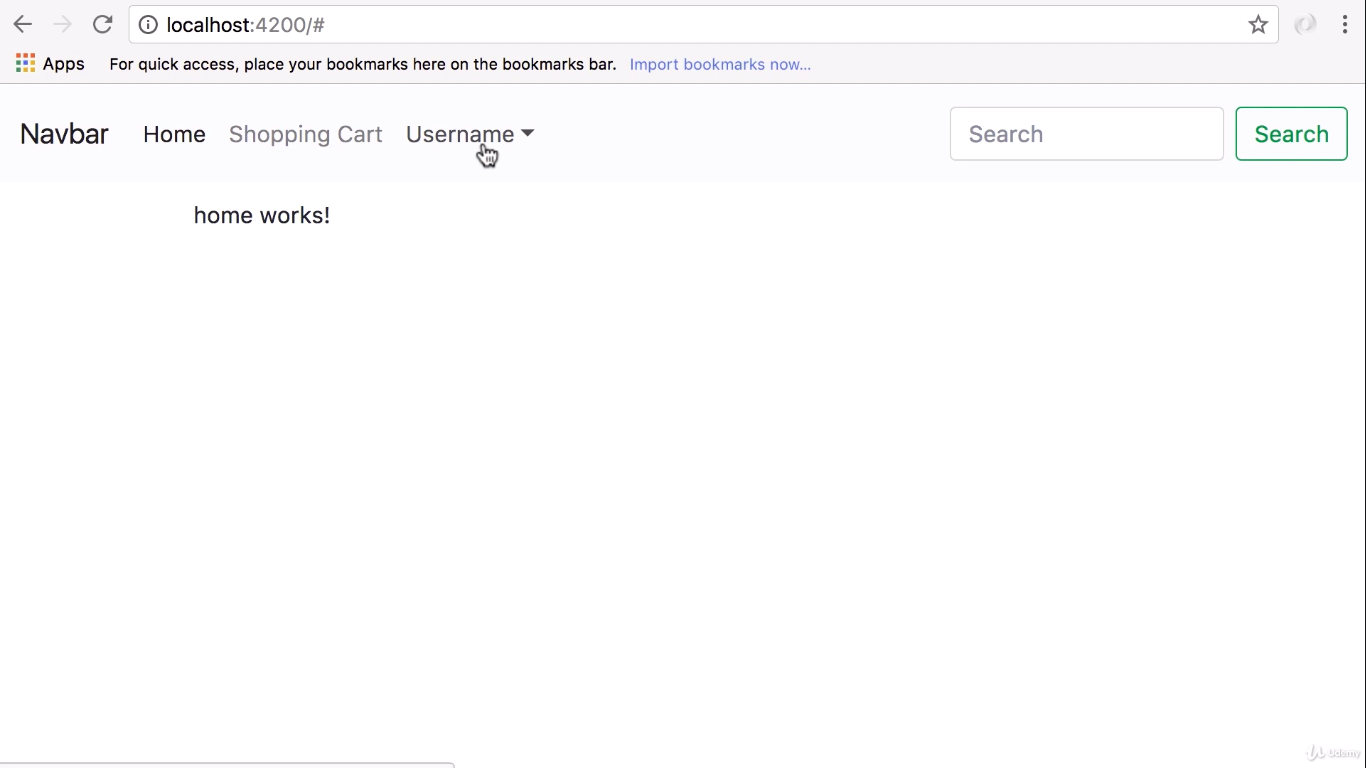 localhost:4200/#
Apps For quick access, place your bookmarks here on the bookmarks bar. Import bookmarks now...
Navbar Home Shopping Cart Username Search Search
home works!
Udemy